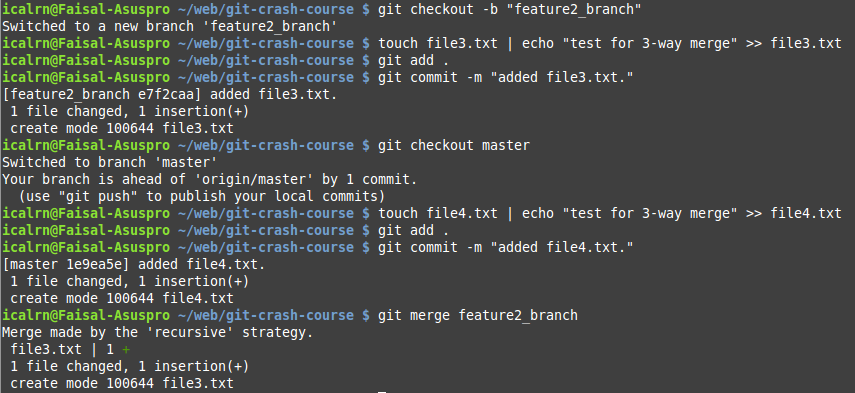 icalrn@Faisal-Asuspro ~/web/git-crash-course $ git checkout -b "feature2_branch"
Switched to a new branch 'feature2_branch'
icalrn@Faisal-Asuspro ~/web/git-crash-course $ touch file3.txt | echo "test for 3-way merge" >> file3.txt
icalrn@Faisal-Asuspro ~/web/git-crash-course $ git add .
icalrn@Faisal-Asuspro ~/web/git-crash-course $ git commit -m "added file3.txt."
[feature2_branch e7f2caa] added file3.txt.
 1 file changed, 1 insertion(+)
 create mode 100644 file3.txt
icalrn@Faisal-Asuspro ~/web/git-crash-course $ git checkout master
Switched to branch 'master'
Your branch is ahead of 'origin/master' by 1 commit.
  (use "git push" to publish your local commits)
icalrn@Faisal-Asuspro ~/web/git-crash-course $ touch file4.txt | echo "test for 3-way merge" >> file4.txt
icalrn@Faisal-Asuspro ~/web/git-crash-course $ git add .
icalrn@Faisal-Asuspro ~/web/git-crash-course $ git commit -m "added file4.txt."
[master 1e9ea5e] added file4.txt.
 1 file changed, 1 insertion(+)
 create mode 100644 file4.txt
icalrn@Faisal-Asuspro ~/web/git-crash-course $ git merge feature2_branch
Merge made by the 'recursive' strategy.
 file3.txt | 1 +
 1 file changed, 1 insertion(+)
 create mode 100644 file3.txt